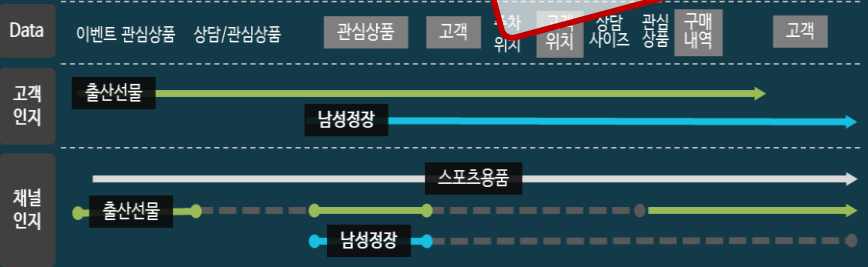 Data
이벤트 관심상품
상담/관심상품
관심상품
고객
위치
고객
위치
상담
사이즈
관심
상품
구매
내역
고객
고객
인지
출산선물
남성정장
채널
인지
스포츠용품
출산선물
남성정장